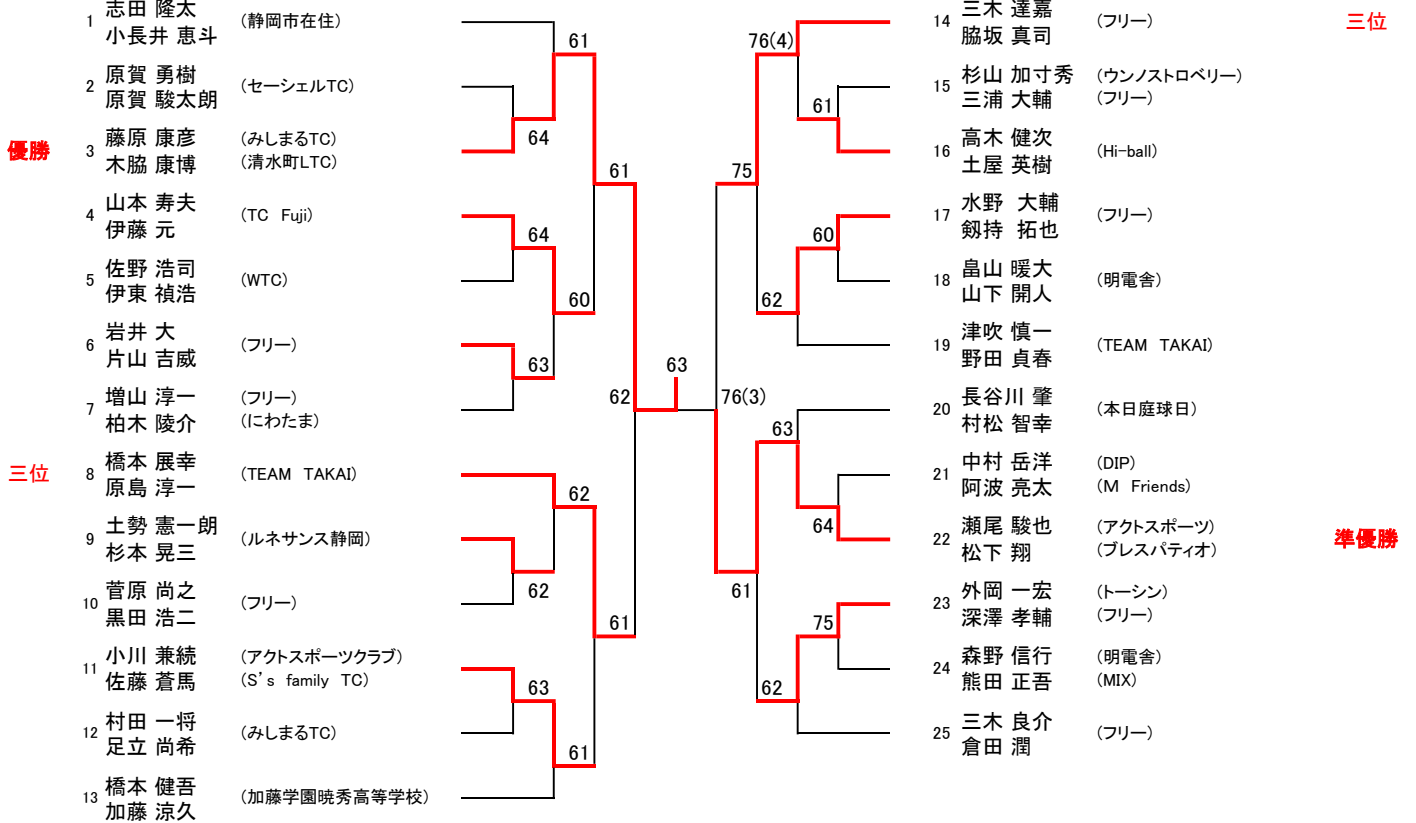 志田 隆太
1 (静岡市在住)
小長井 恵斗
原賀 勇樹
2 (セーシェルTC)
原賀 駿太朗
藤原 康彦 (みしまるTC)
優勝 3
木脇 康博 (清水町LTC)
山本 寿夫
4 (TC Fuji)
伊藤 元
佐野 浩司
5 (WTC)
伊東 禎浩
岩井 大
6 (フリー)
片山 吉威
増山 淳一 (フリー)
7
柏木 陵介 (にわたま)
橋本 展幸
三位 8 (TEAM TAKAI)
原島 淳一
土勢 憲一朗
9 (ルネサンス静岡)
杉本 晃三
菅原 尚之
10 (フリー)
黒田 浩二
小川 兼続 (アクトスポーツクラブ)
11
佐藤 蒼馬 (S's family TC)
村田 一将
12 (みしまるTC)
足立 尚希
橋本 健吾
13 (加藤学園暁秀高等学校)
加藤 涼久
61
64
61
64
60
63
62
62
62
61
63
61
63
76(4)
61
75
60
62
76(3)
63
64
61
75
62
三木 達嘉
14 (フリー) 三位
脇坂 真司
杉山 加寸秀 (ウンノストロベリー)
15
三浦 大輔 (フリー)
高木 健次
16 (Hi-ball)
土屋 英樹
水野 大輔
17 (フリー)
剱持 拓也
畠山 暖大
18 (明電舎)
山下 開人
津吹 慎一
19 (TEAM TAKAI)
野田 貞春
長谷川 肇
20 (本日庭球日)
村松 智幸
中村 岳洋 (DIP)
21
阿波 亮太 (M Friends)
瀬尾 駿也 (アクトスポーツ)
22 準優勝
松下 翔 (ブレスパティオ)
外岡 一宏 (トーシン)
23
深澤 孝輔 (フリー)
森野 信行 (明電舎)
24
熊田 正吾 (MIX)
三木 良介
25 (フリー)
倉田 潤